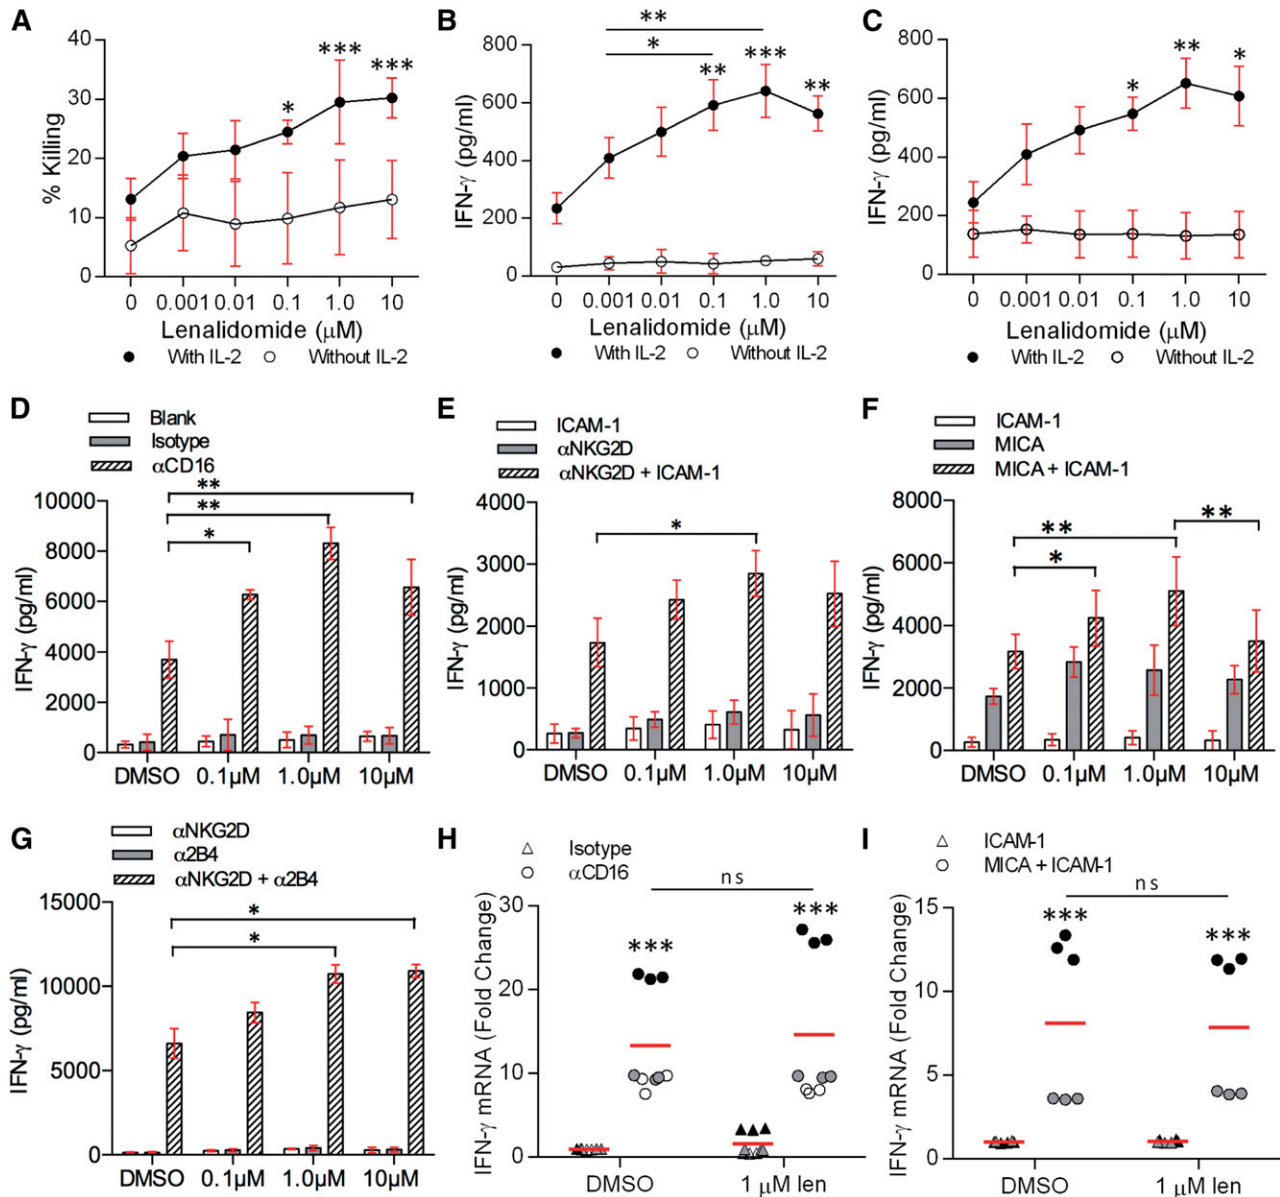 A
40
30
20
10
0
% Killing
*
***
***
0 0.001 0.01 0.1 1.0 10
Lenalidomide (μM)
With IL-2 Without IL-2
B
**
*
800
600
400
200
0
IFN-γ (pg/ml)
**
***
**
0 0.001 0.01 0.1 1.0 10
Lenalidomide (μM)
With IL-2 Without IL-2
C
800
600
400
200
0
IFN-γ (pg/ml)
*
**
*
0 0.001 0.01 0.1 1.0 10
Lenalidomide (μM)
With IL-2 Without IL-2
D
Blank
Isotype
αCD16
**
**
*
10000
8000
6000
4000
2000
0
IFN-γ (pg/ml)
DMSO 0.1μM 1.0μM 10μM
E
ICAM-1
αNKG2D
αNKG2D + ICAM-1
*
4000
3000
2000
1000
0
IFN-γ (pg/ml)
DMSO 0.1μM 1.0μM 10μM
F
ICAM-1
MICA
MICA + ICAM-1
**
**
*
8000
6000
4000
2000
0
IFN-γ (pg/ml)
DMSO 0.1μM 1.0μM 10μM
G
αNKG2D
α2B4
αNKG2D + α2B4
*
*
15000
10000
5000
0
IFN-γ (pg/ml)
DMSO 0.1μM 1.0μM 10μM
H
Isotype
αCD16
ns
***
***
30
20
10
0
IFN-γ mRNA (Fold Change)
DMSO 1 μM len
I
ICAM-1
MICA + ICAM-1
ns
***
***
15
10
5
0
IFN-γ mRNA (Fold Change)
DMSO 1 μM len